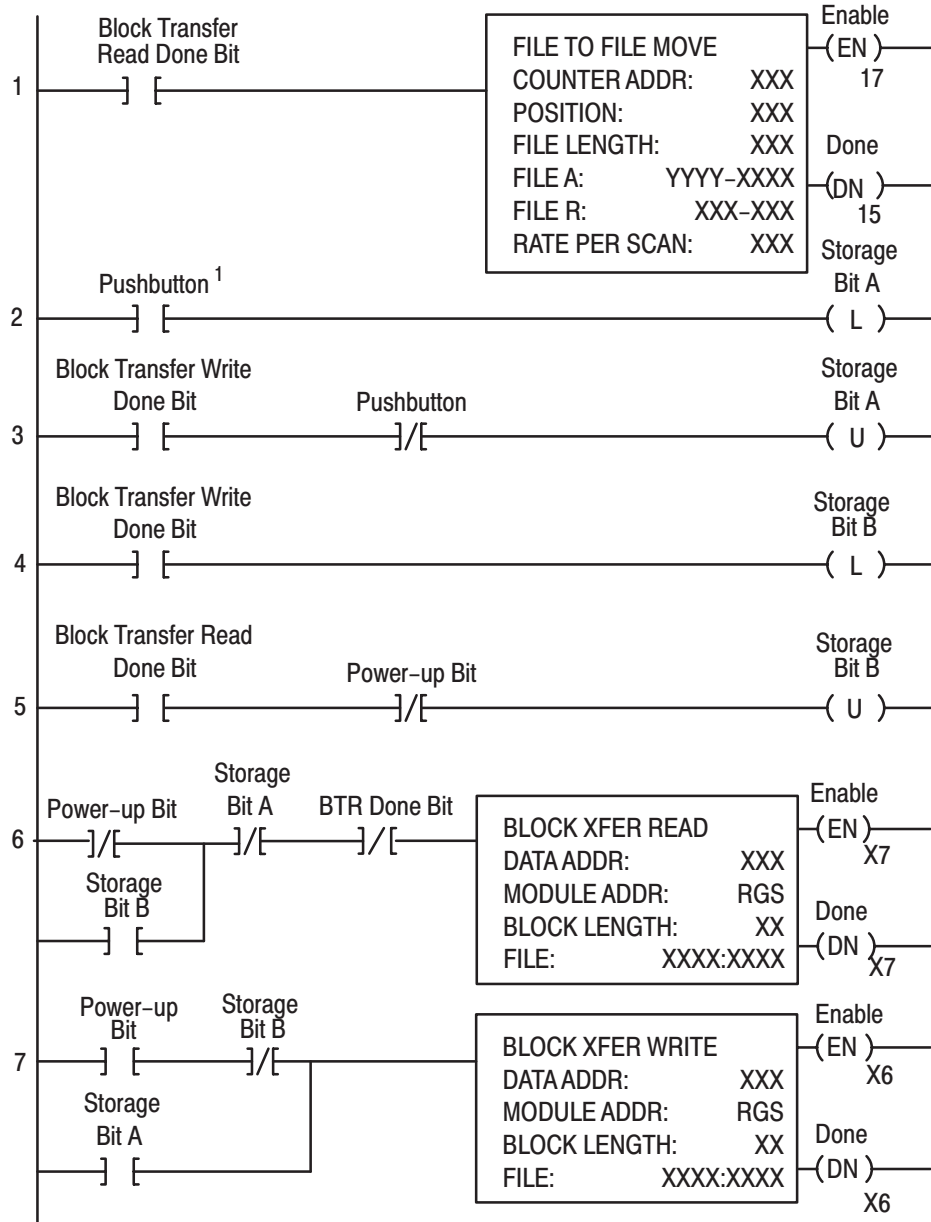 Block Transfer
Read Done Bit
1
FILE TO FILE MOVE
COUNTER ADDR: XXX
POSITION: XXX
FILE LENGTH: XXX
FILE A: YYYY-XXXX
FILE R: XXX-XXX
RATE PER SCAN: XXX
Enable
EN
17
Done
DN
15
Pushbutton 1
2
Storage
Bit A
L
Block Transfer Write
Done Bit
Pushbutton
3
Storage
Bit A
U
Block Transfer Write
Done Bit
4
Storage
Bit B
L
Block Transfer Read
Done Bit
Power-up Bit
5
Storage
Bit B
U
Power-up Bit
Storage
Bit A
BTR Done Bit
6
Storage
Bit B
BLOCK XFER READ
DATA ADDR: XXX
MODULE ADDR: RGS
BLOCK LENGTH: XX
FILE: XXXX:XXXX
Enable
EN
X7
Done
DN
X7
Power-up
Bit
Storage
Bit B
7
Storage
Bit A
BLOCK XFER WRITE
DATA ADDR: XXX
MODULE ADDR: RGS
BLOCK LENGTH: XX
FILE: XXXX:XXXX
Enable
EN
X6
Done
DN
X6